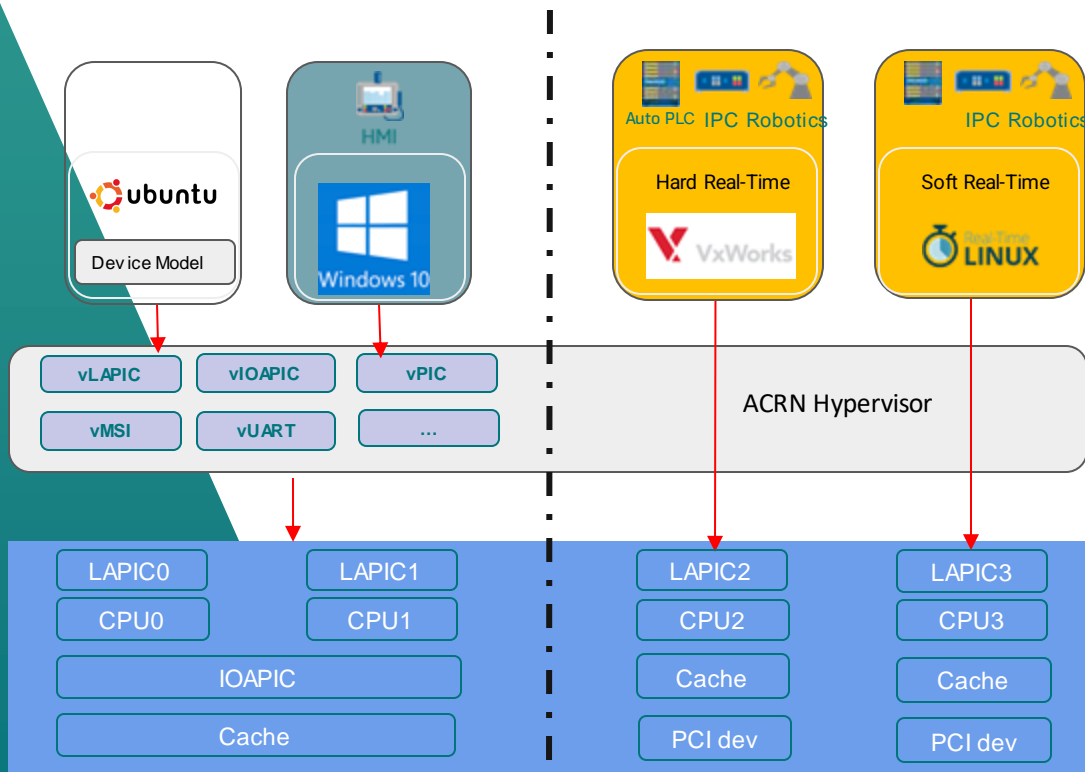 HMI
ubuntu
Device Model
Windows 10
Auto PLC IPC Robotics
Hard Real-Time
VxWorks
IPC Robotics
Soft Real-Time
Real-Time
LINUX
vLAPIC
vIOAPIC
vPIC
vMSI
vUART
...
ACRN Hypervisor
LAPIC0
LAPIC1
CPU0
CPU1
IOAPIC
Cache
LAPIC2
CPU2
Cache
PCI dev
LAPIC3
CPU3
Cache
PCI dev